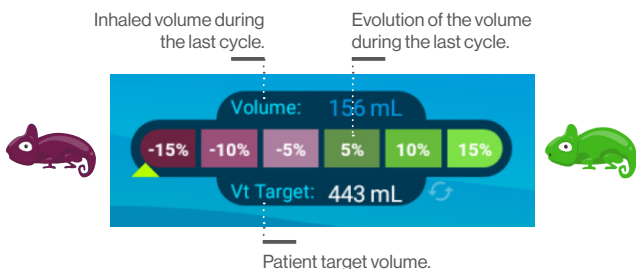 Inhaled volume during
the last cycle.
Evolution of the volume
during the last cycle.
Volume: 156 mL
-15% -10% -5% 5% 10% 15%
Vt Target: 443 mL
Patient target volume.